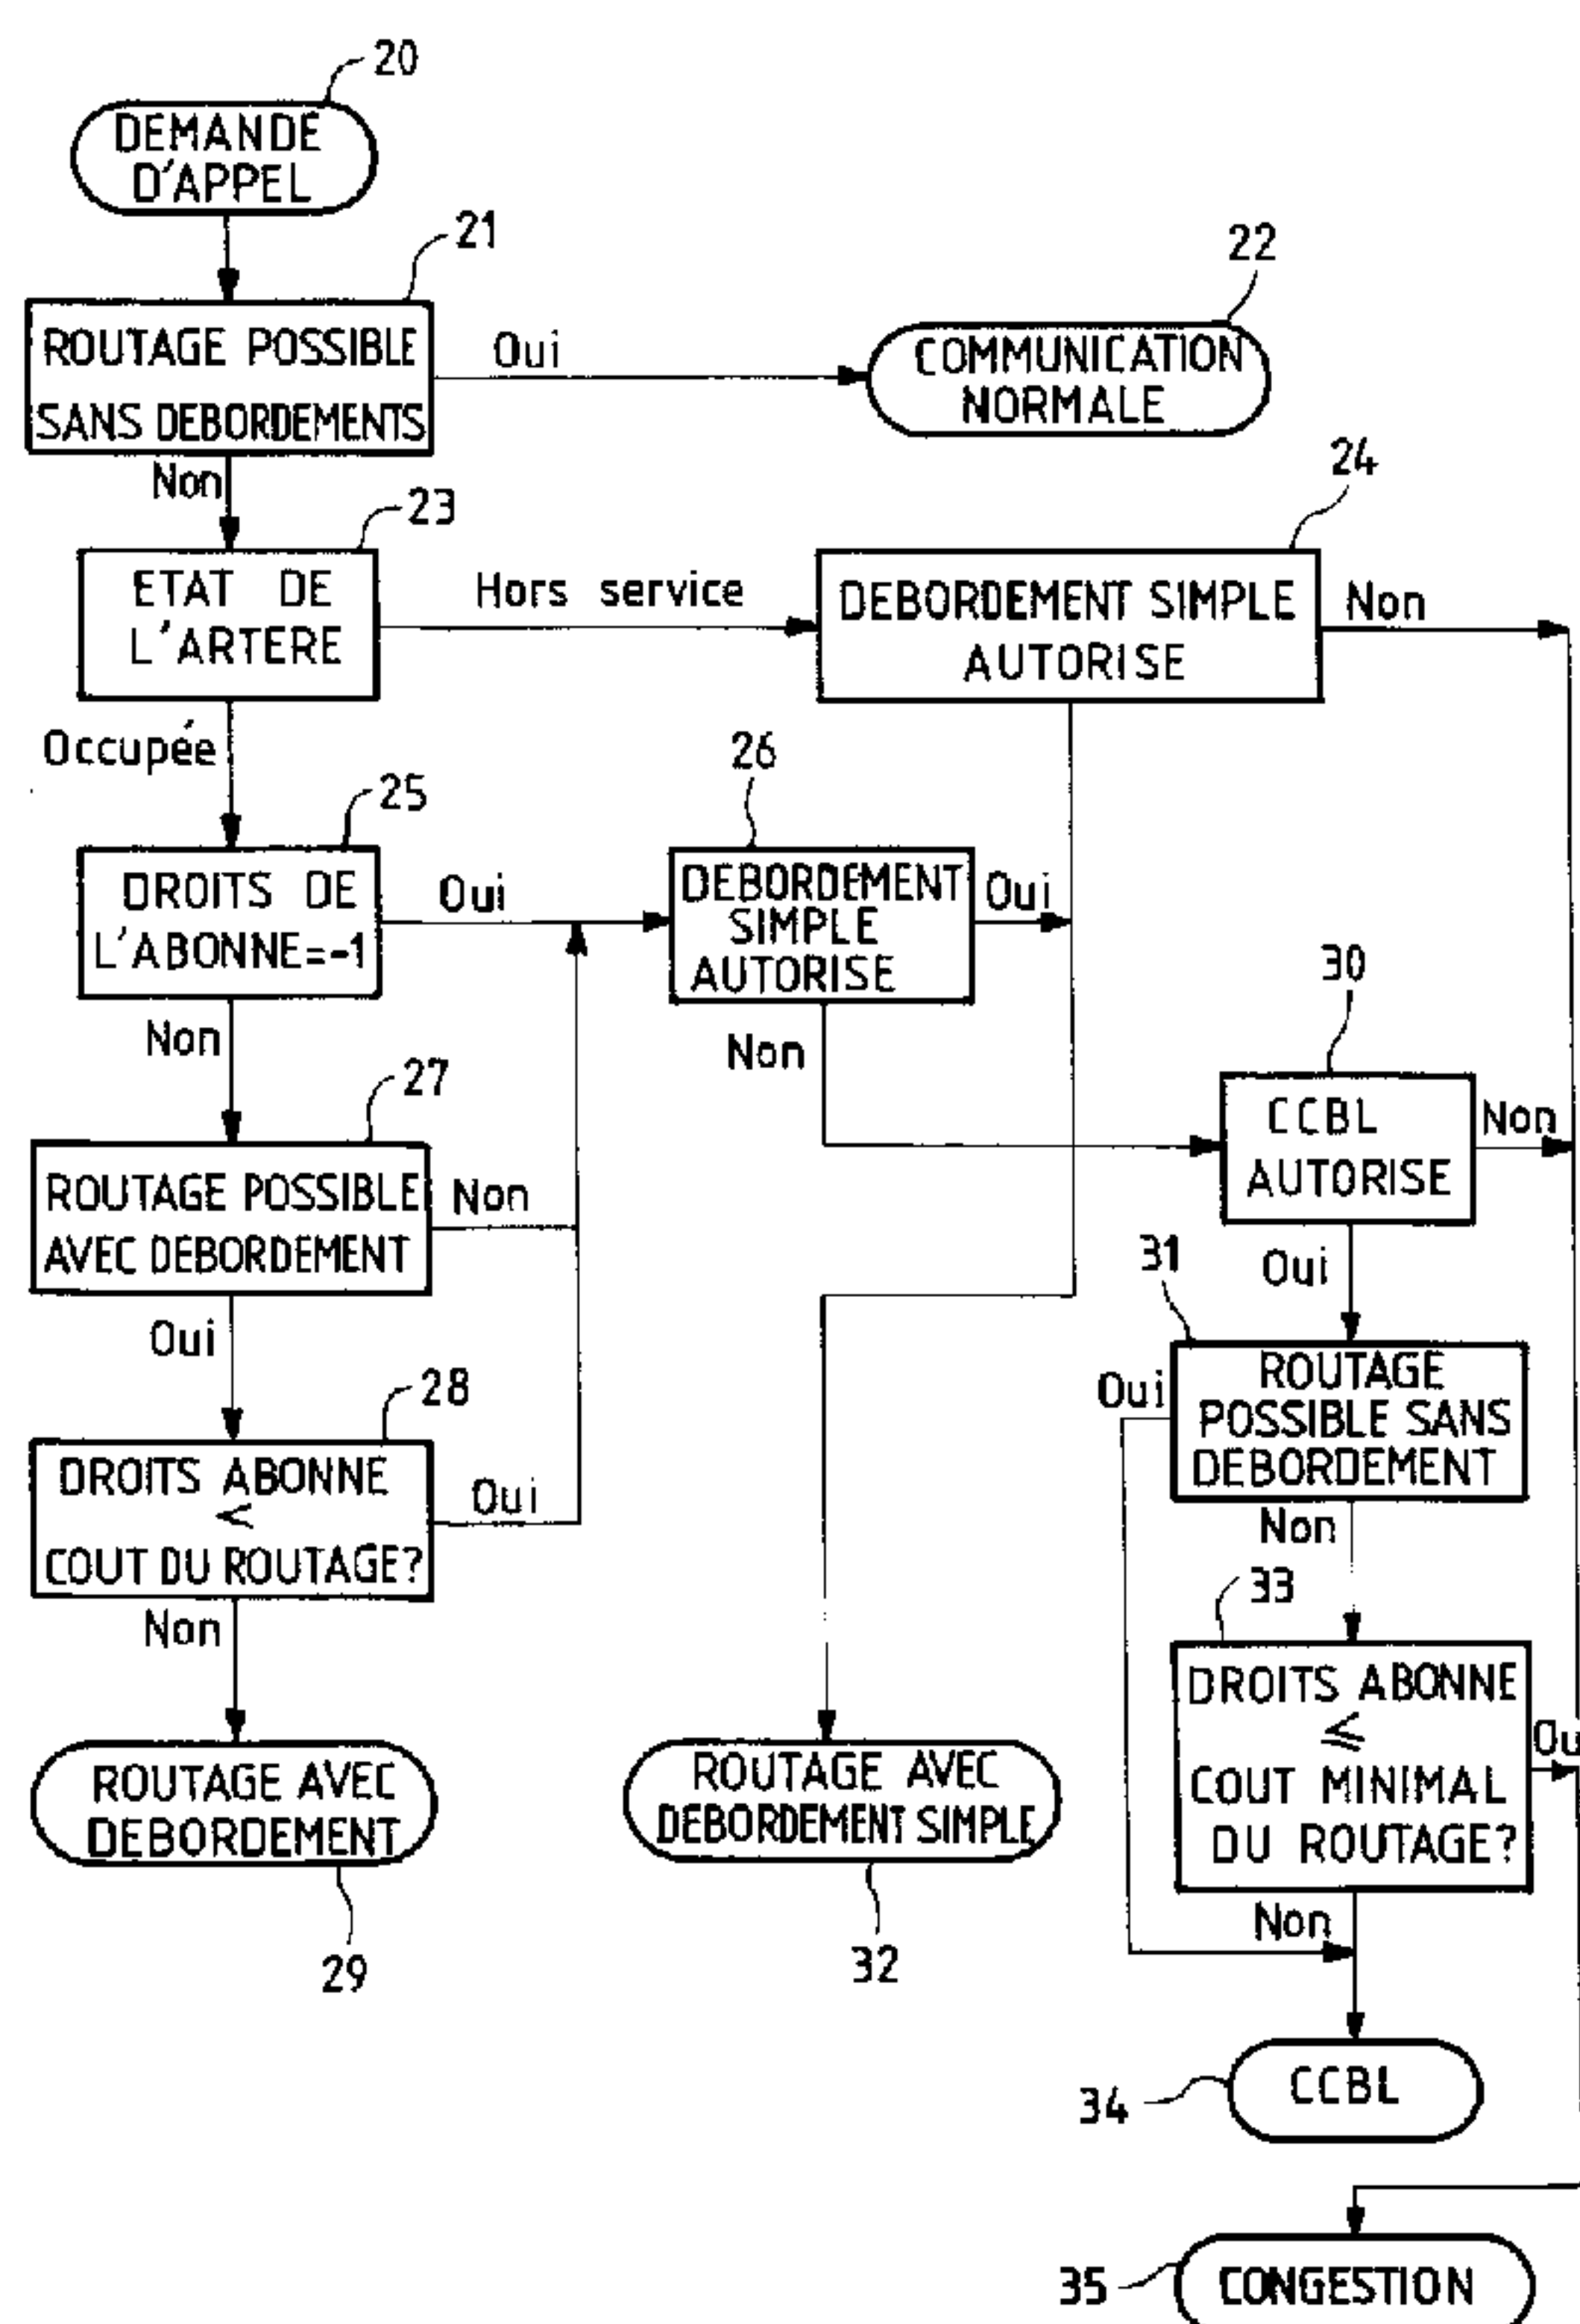 20
DEMANDE
D'APPEL
21
22
ROUTAGE POSSIBLE
SANS DEBORDEMENTS
Oui
COMMUNICATION
NORMALE
Non
23
24
ETAT DE
L'ARTERE
Hors service
DEBORDEMENT SIMPLE
AUTORISE
Non
Occupée
25
26
DROITS DE
L'ABONNE=-1
Oui
DEBORDEMENT
SIMPLE
AUTORISE
Oui
30
Non
Non
27
CCBL
AUTORISE
Non
ROUTAGE POSSIBLE
AVEC DEBORDEMENT
Non
31
Oui
Oui
28
Oui
ROUTAGE
POSSIBLE SANS
DEBORDEMENT
DROITS ABONNE
<
COUT DU ROUTAGE?
Oui
Non
33
Non
DROITS ABONNE
⩽
COUT MINIMAL
DU ROUTAGE?
Ou
ROUTAGE AVEC
DEBORDEMENT
ROUTAGE AVEC
DEBORDEMENT SIMPLE
Non
29
32
34
CCBL
35
CONGESTION